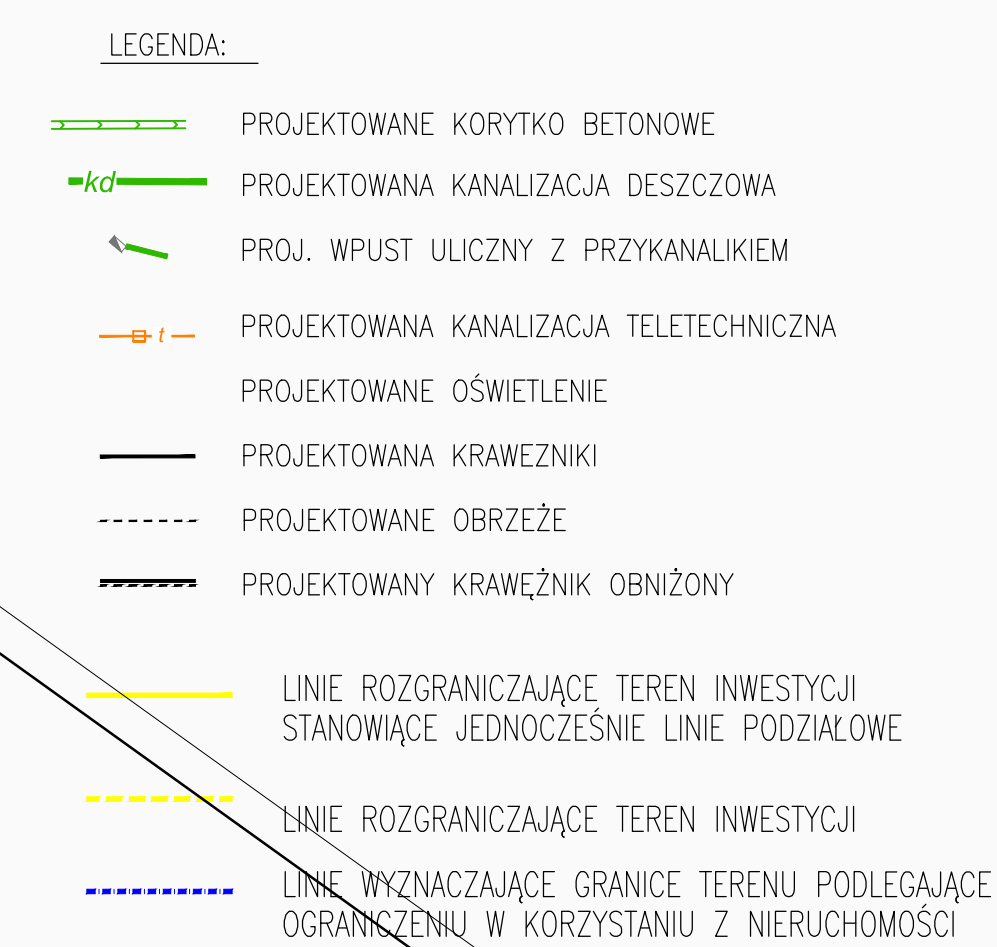 LEGENDA:
PROJEKTOWANE KORYTKO BETONOWE
kd PROJEKTOWANA KANALIZACJA DESZCZOWA
PROJ. WPUST ULICZNY Z PRZYKANALIKIEM
t PROJEKTOWANA KANALIZACJA TELETECHNICZNA
PROJEKTOWANE OŚWIETLENIE
PROJEKTOWANA KRAWEZNIKI
PROJEKTOWANE OBRZEŻE
PROJEKTOWANY KRAWĘŻNIK OBNIŻONY
LINIE ROZGRANICZAJĄCE TEREN INWESTYCJI
STANOWIĄCE JEDNOCZEŚNIE LINIE PODZIAŁOWE
LINIE ROZGRANICZAJĄCE TEREN INWESTYCJI
LINIE WYZNACZAJĄCE GRANICE TERENU PODLEGAJĄCE
OGRANICZENIU W KORZYSTANIU Z NIERUCHOMOŚCI